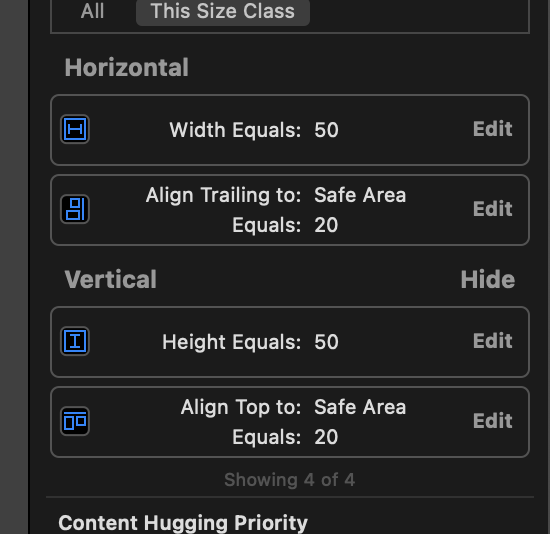 All This Size Class
Horizontal
Width Equals: 50 Edit
Align Trailing to: Safe Area
Equals: 20 Edit
Vertical Hide
Height Equals: 50 Edit
Align Top to: Safe Area
Equals: 20 Edit
Showing 4 of 4
Content Hugging Priority